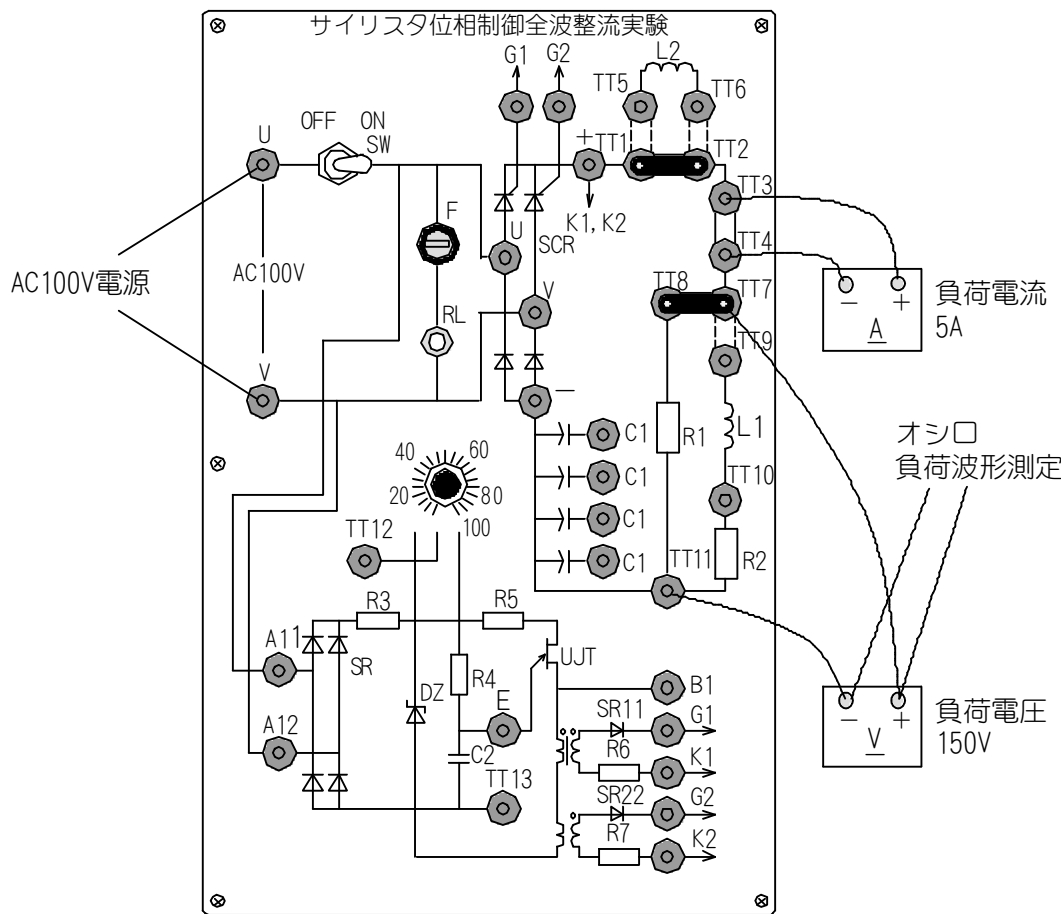 サイリスタ位相制御全波整流実験
G1
G2
L2
TT5
TT6
OFF
ON
SW
U
+
TT1
TT2
TT3
K1, K2
F
U
SCR
TT4
AC100V電源
AC100V
V
TT8
TT7
−
+
A
負荷電流
5A
RL
TT9
V
−
C1
R1
L1
オシロ
負荷波形測定
40
60
20
80
100
C1
TT10
C1
TT12
C1
TT11
R2
R3
R5
A11
SR
UJT
R4
DZ
E
B1
A12
SR11
G1
C2
R6
K1
TT13
SR22
G2
R7
K2
−
+
V
負荷電圧
150V